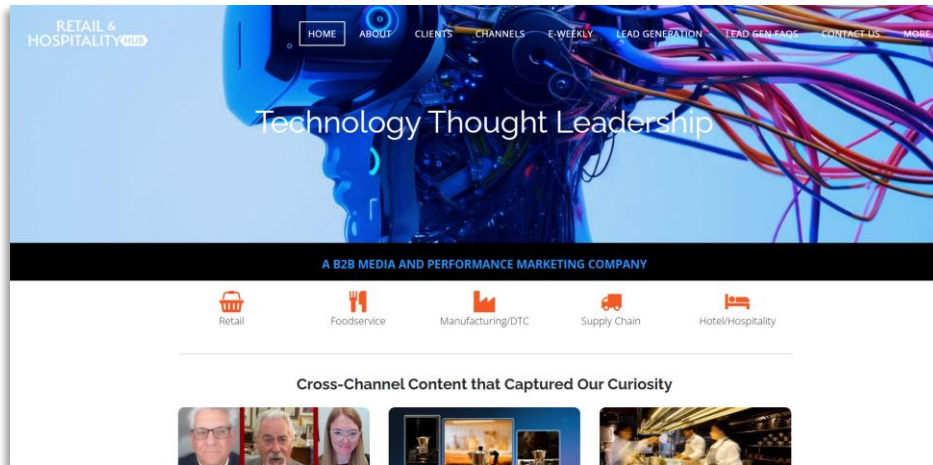 RETAIL &
HOSPITALITY HUB
HOME ABOUT CLIENTS CHANNELS E-WEEKLY LEAD GENERATION LEAD GEN FAQS CONTACT US MORE
Technology Thought Leadership
A B2B MEDIA AND PERFORMANCE MARKETING COMPANY
Retail Foodservice Manufacturing/DTC Supply Chain Hotel/Hospitality
Cross-Channel Content that Captured Our Curiosity